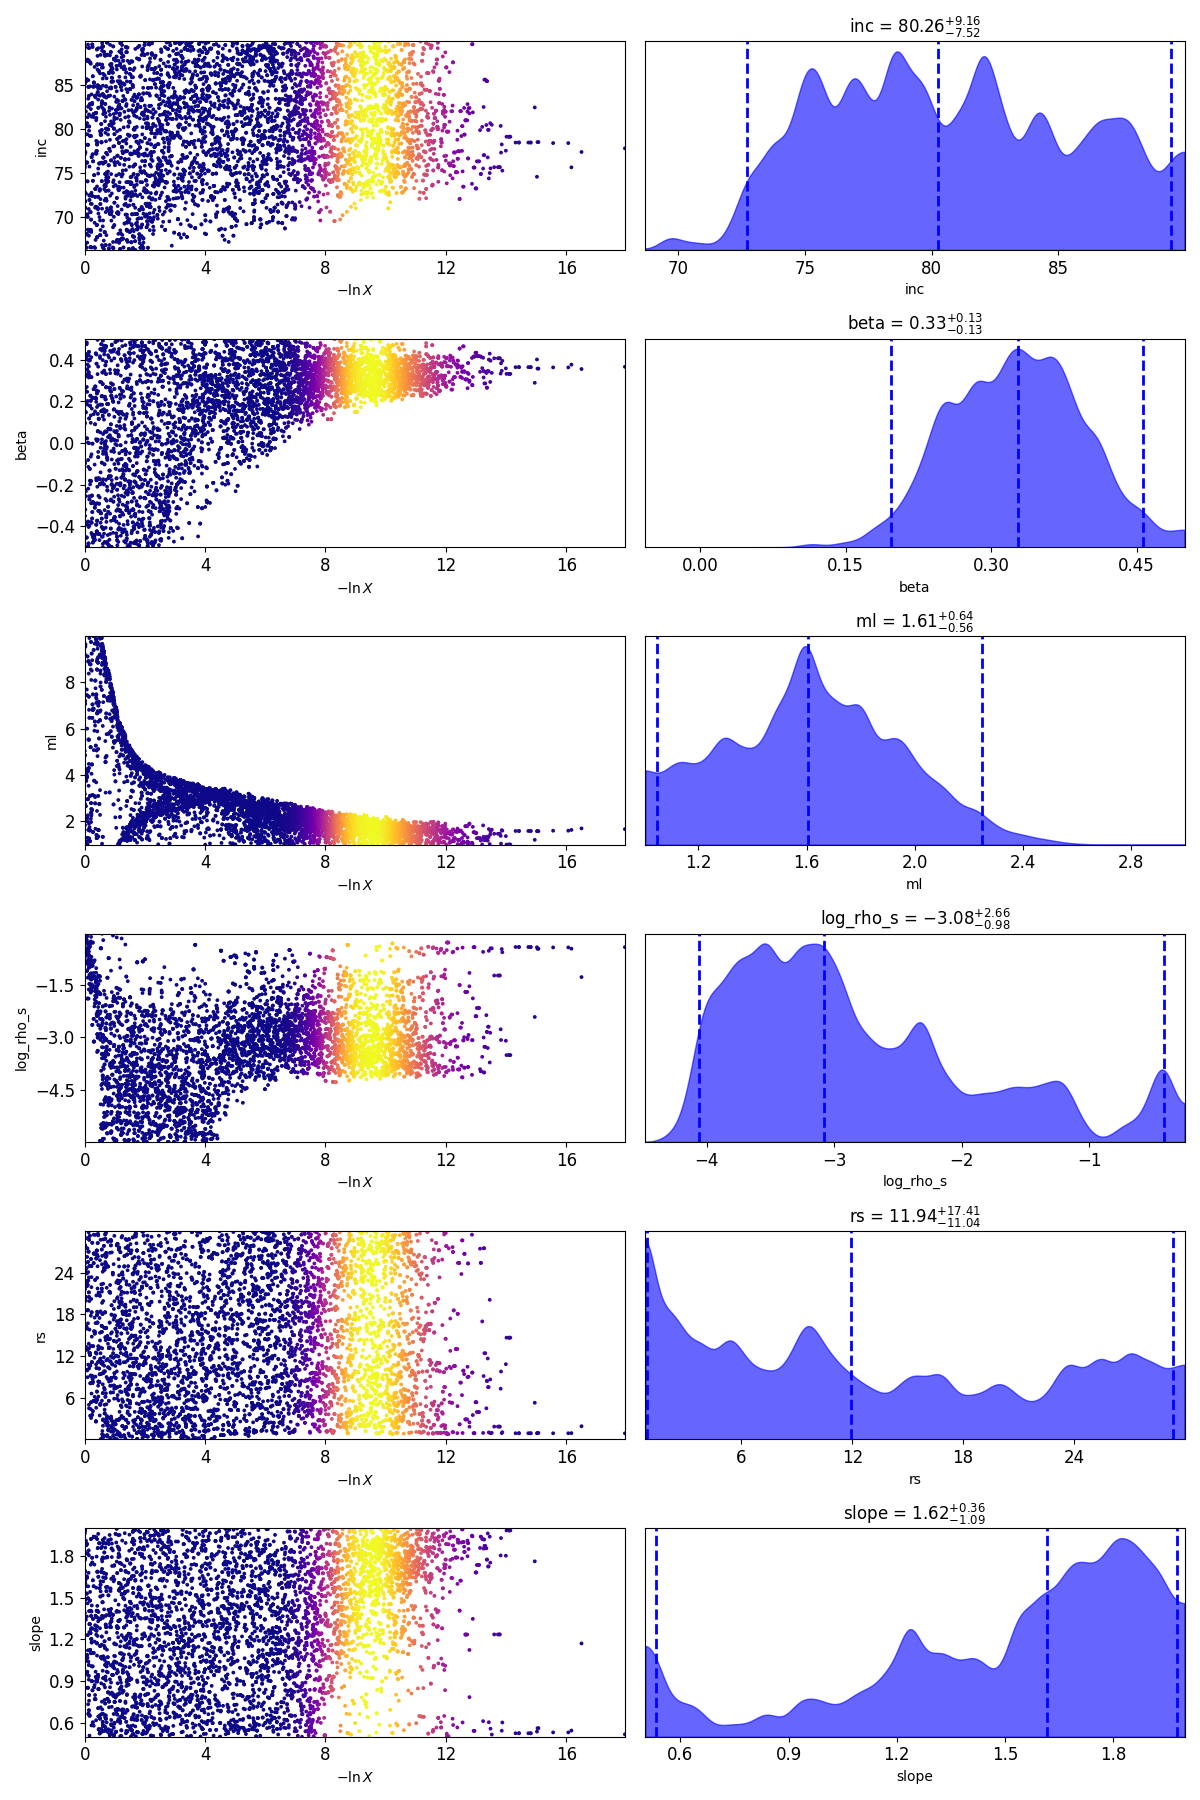 inc = 80.26$^{+9.16}_{-7.52}$
85
80
75
70
inc
0 4 8 12 16
−ln X
70 75 80 85
inc
beta = 0.33$^{+0.13}_{-0.13}$
0.4
0.2
0.0
−0.2
−0.4
beta
0 4 8 12 16
−ln X
0.00 0.15 0.30 0.45
beta
ml = 1.61$^{+0.64}_{-0.56}$
8
6
4
2
ml
0 4 8 12 16
−ln X
1.2 1.6 2.0 2.4 2.8
ml
log_rho_s = −3.08$^{+2.66}_{-0.98}$
−1.5
−3.0
−4.5
log_rho_s
0 4 8 12 16
−ln X
−4 −3 −2 −1
log_rho_s
rs = 11.94$^{+17.41}_{-11.04}$
24
18
12
6
rs
0 4 8 12 16
−ln X
6 12 18 24
rs
slope = 1.62$^{+0.36}_{-1.09}$
1.8
1.5
1.2
0.9
0.6
slope
0 4 8 12 16
−ln X
0.6 0.9 1.2 1.5 1.8
slope